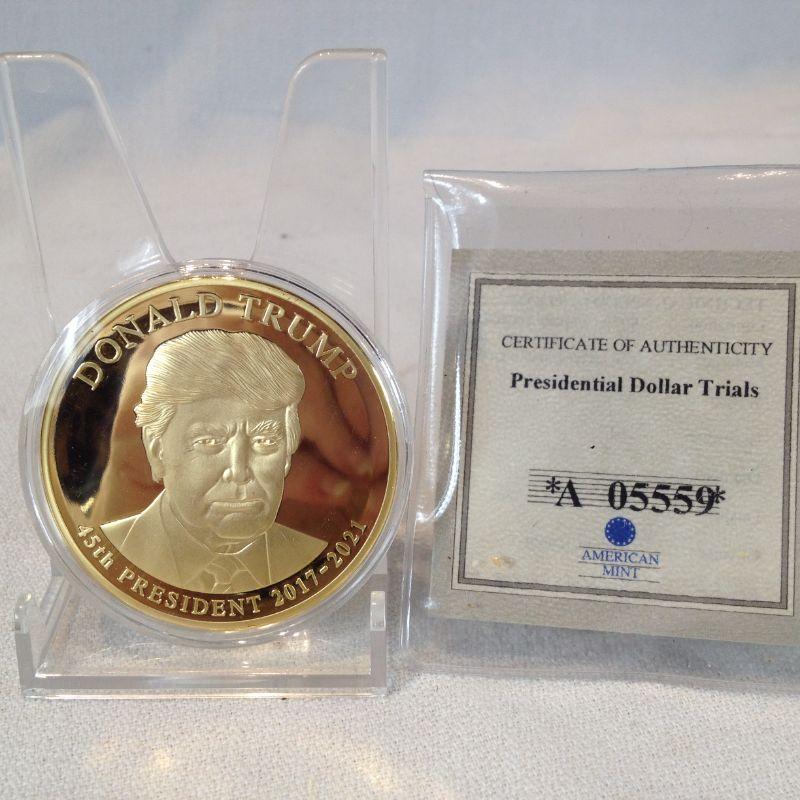 DONALD TRUMP
45th PRESIDENT 2017-2021
CERTIFICATE OF AUTHENTICITY
Presidential Dollar Trials
*A 05559*
AMERICAN
MINT